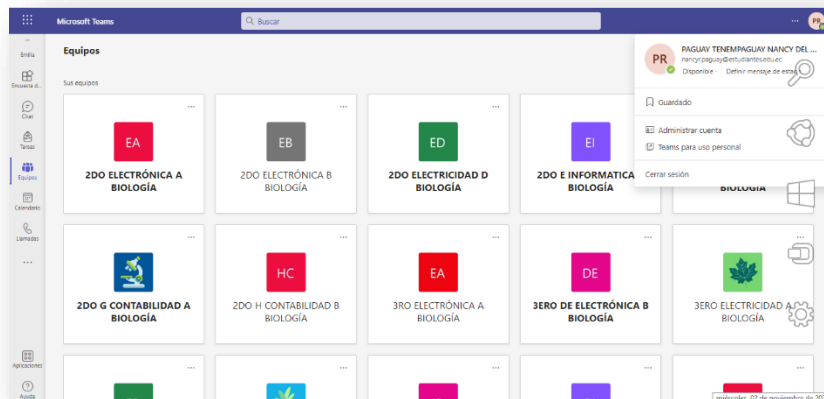 Microsoft Teams
Buscar
PR
Emilia
Encuesta d...
Chat
Tareas
Equipos
Calendario
Llamadas
Aplicaciones
Ayuda
Equipos
Sus equipos
PR
PAGUAY TENEMPAGUAY NANCY DEL ...
nancyr.paguay@estudiantes.edu.ec
Disponible
Definir mensaje de estado
Guardado
Administrar cuenta
Teams para uso personal
Cerrar sesión
EA
2DO ELECTRÓNICA A
BIOLOGÍA
EB
2DO ELECTRÓNICA B
BIOLOGÍA
ED
2DO ELECTRICIDAD D
BIOLOGÍA
EI
2DO E INFORMATICA
BIOLOGÍA
BIOLOGÍA
2DO G CONTABILIDAD A
BIOLOGÍA
HC
2DO H CONTABILIDAD B
BIOLOGÍA
EA
3RO ELECTRÓNICA A
BIOLOGÍA
DE
3ERO DE ELECTRÓNICA B
BIOLOGÍA
3ERO ELECTRICIDAD A
BIOLOGÍA
miércoles, 02 de noviembre de